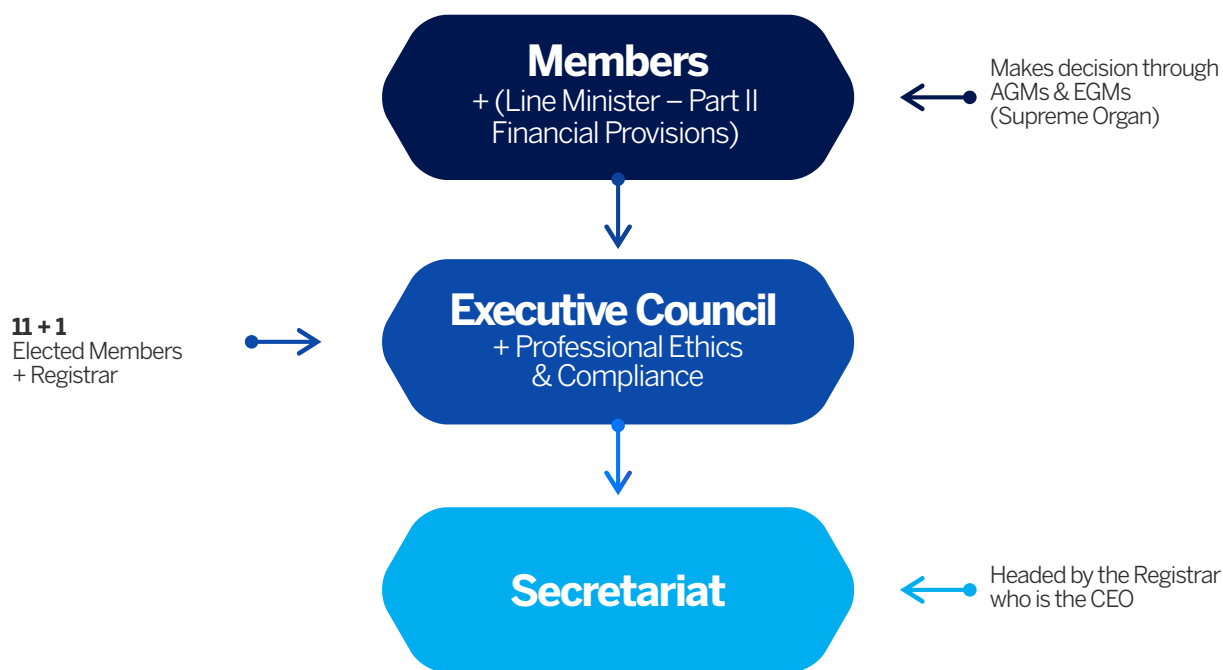 Members
+ (Line Minister – Part II
Financial Provisions)
Makes decision through
AGMs & EGMs
(Supreme Organ)
11 + 1
Elected Members
+ Registrar
Executive Council
+ Professional Ethics
& Compliance
Secretariat
Headed by the Registrar
who is the CEO